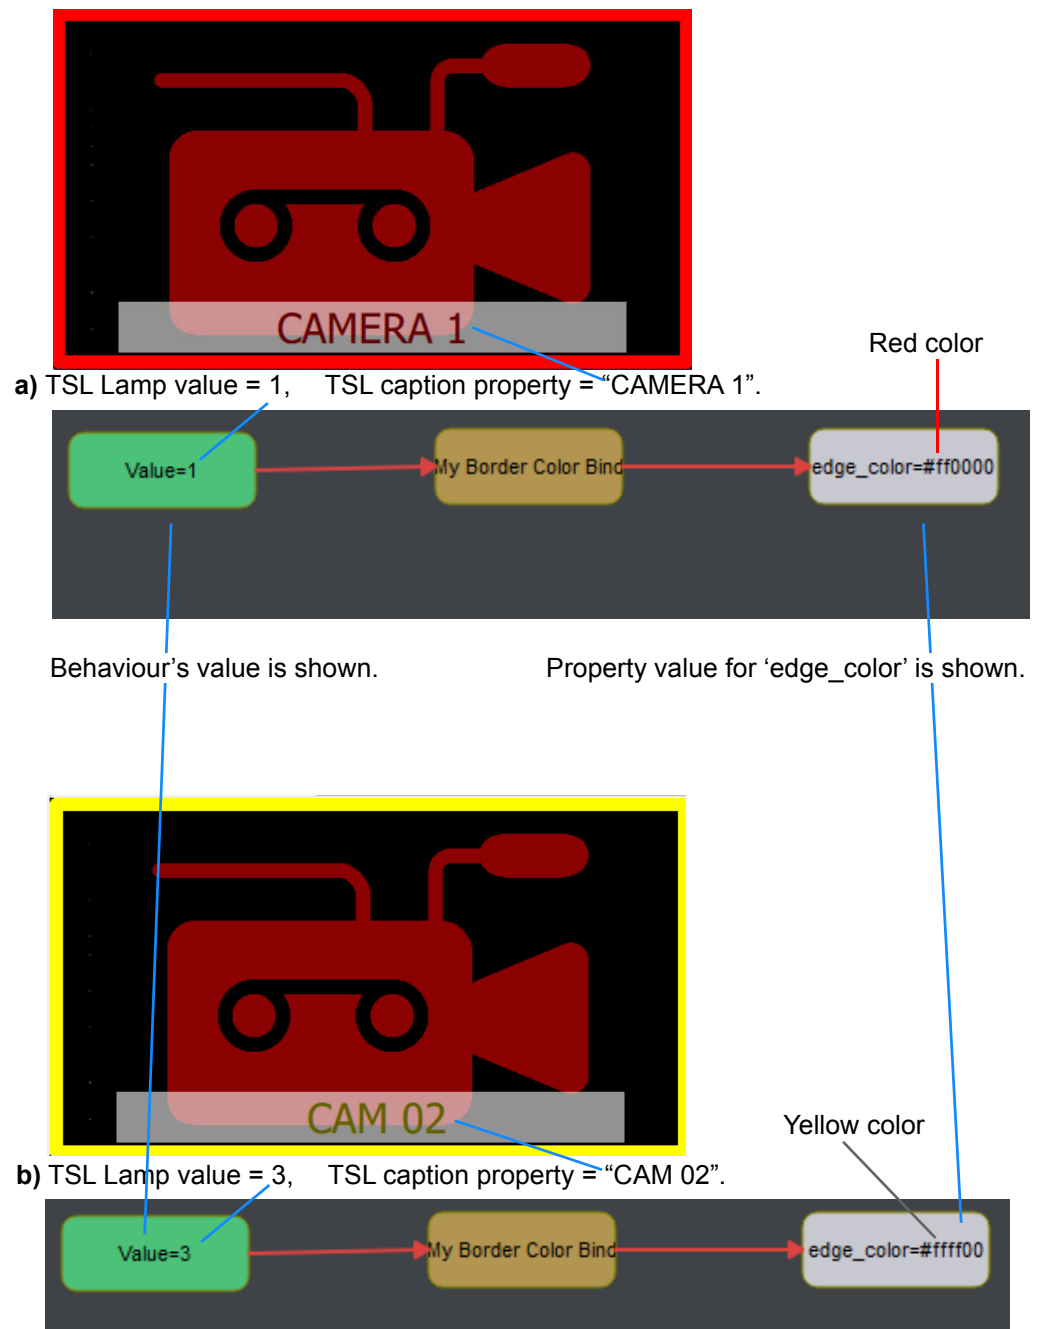 CAMERA 1
Red color
a) TSL Lamp value = 1, TSL caption property = “CAMERA 1”.
Value=1
My Border Color Bind
edge_color=#ff0000
Behaviour’s value is shown.
Property value for ‘edge_color’ is shown.
CAM 02
Yellow color
b) TSL Lamp value = 3, TSL caption property = “CAM 02”.
Value=3
My Border Color Bind
edge_color=#ffff00